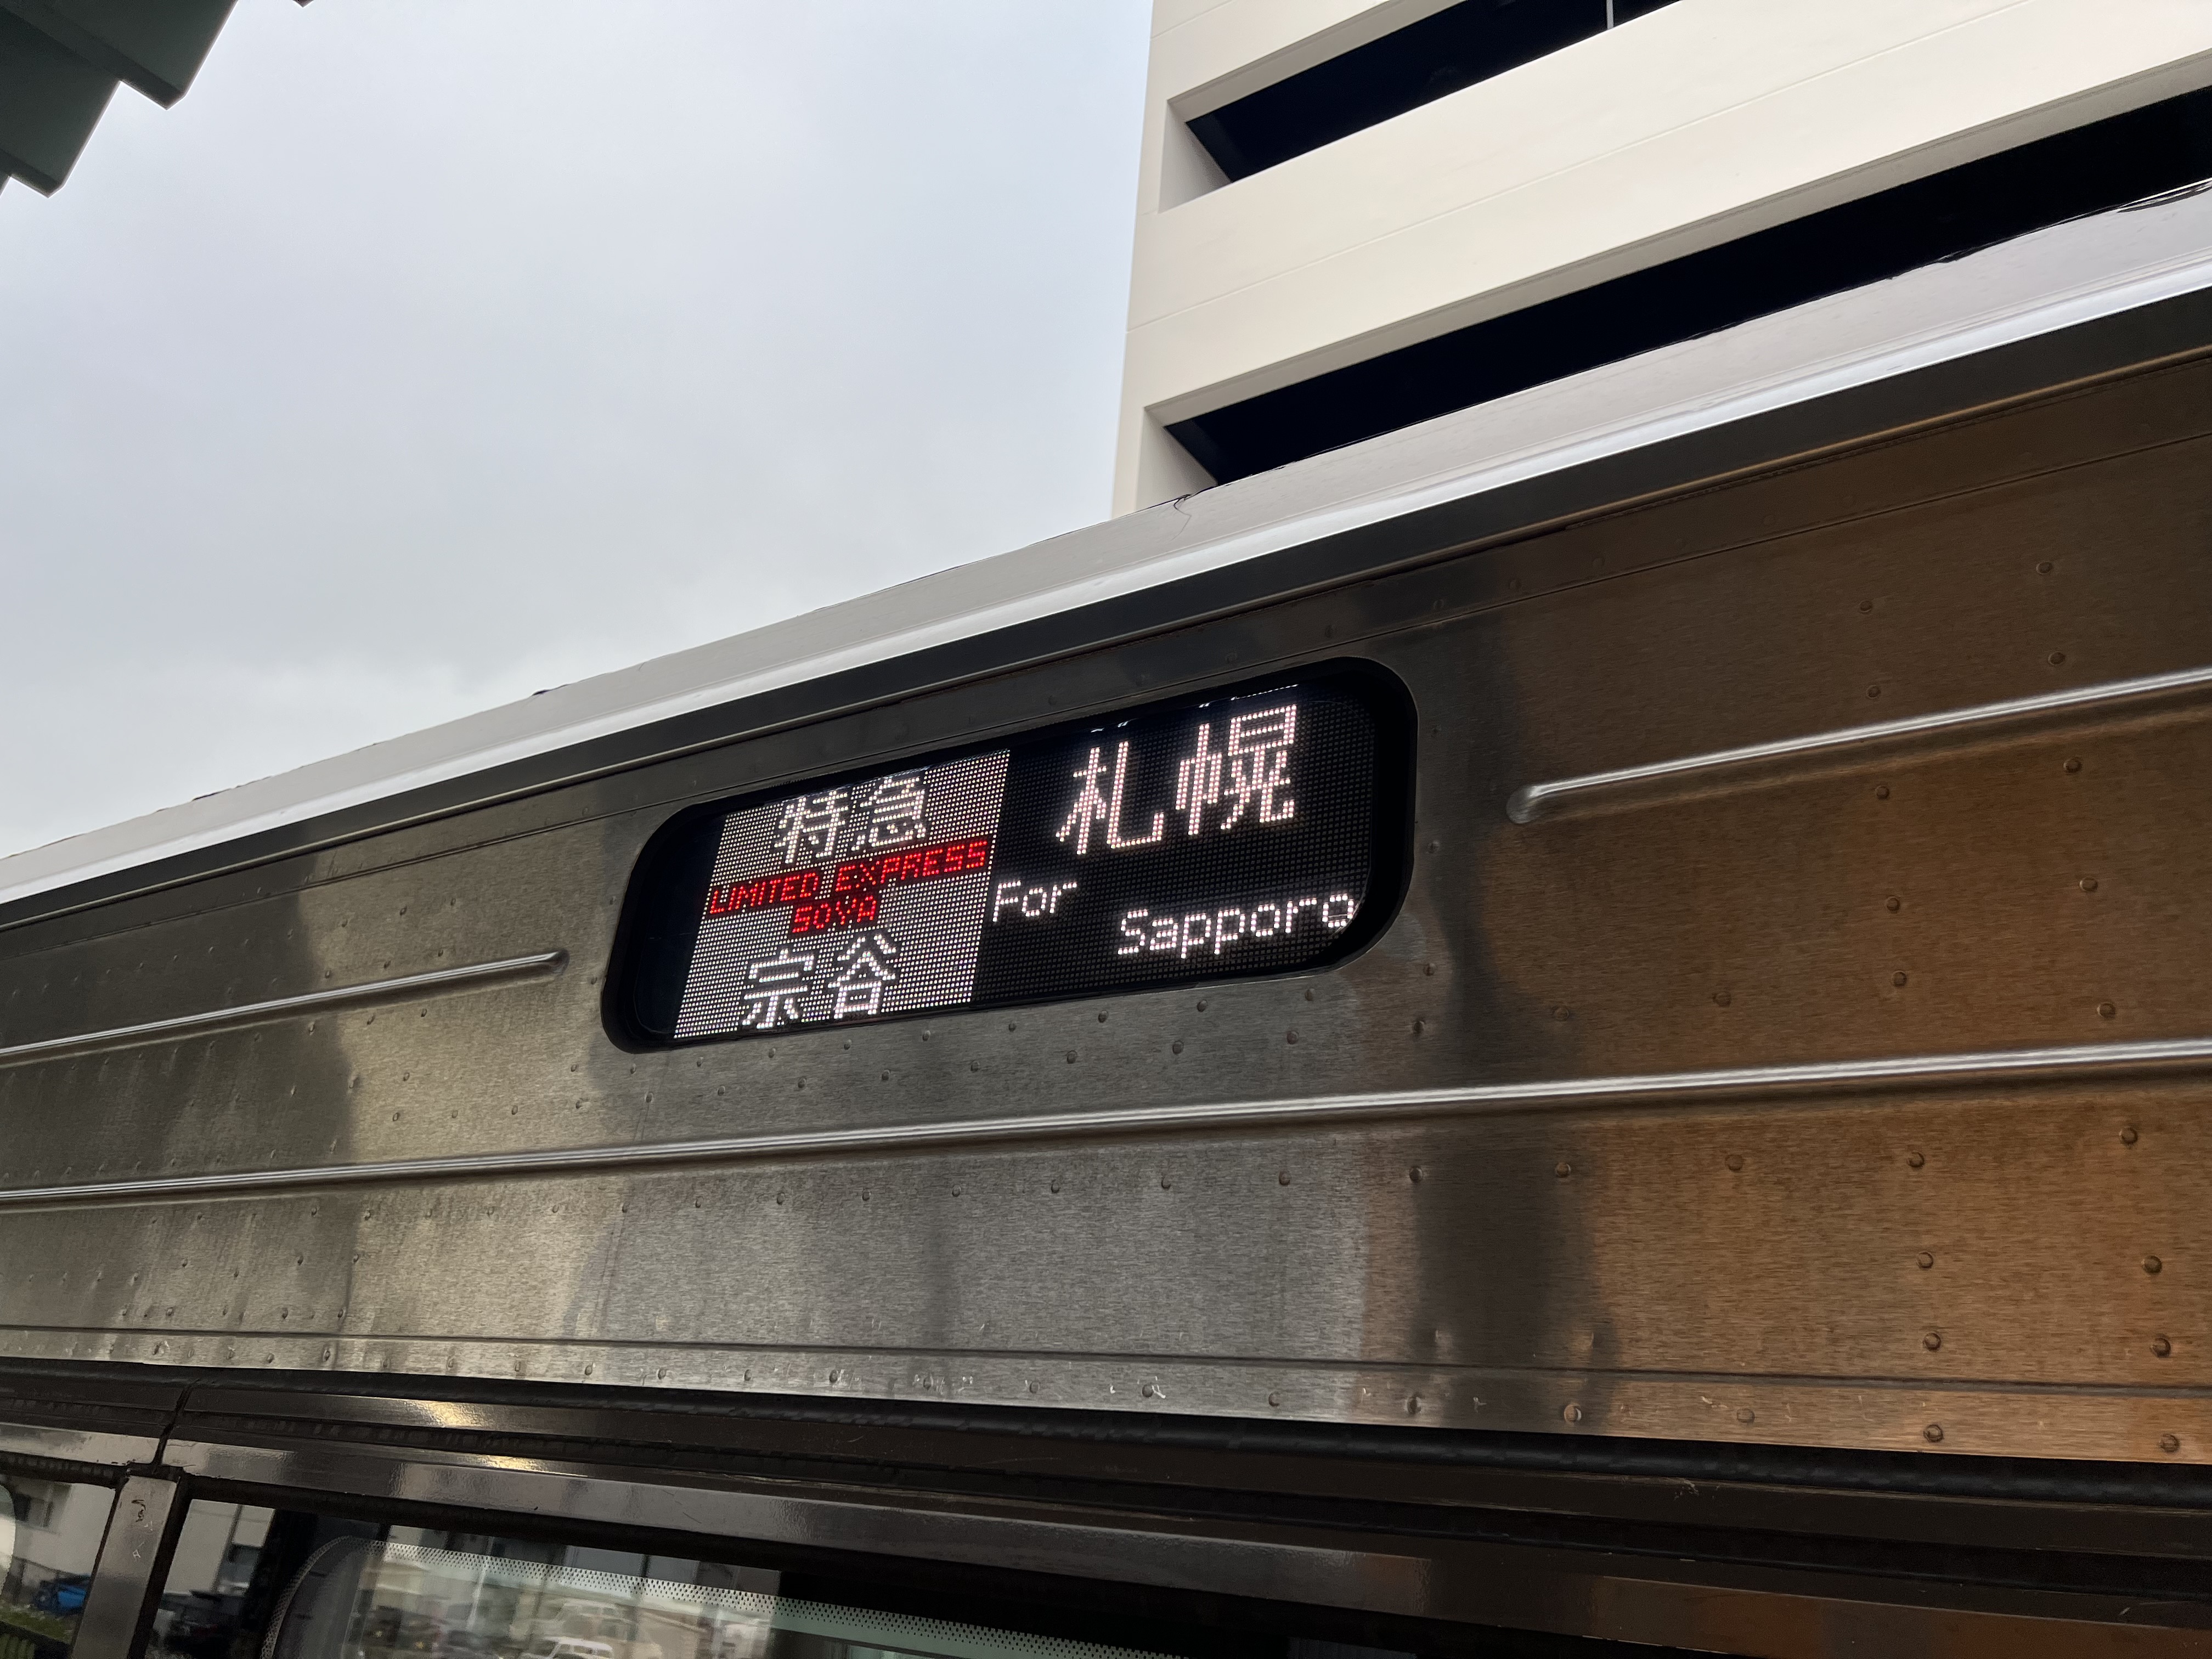 特急
LIMITED EXPRESS
SOYA
宗谷
札幌
For
Sapporo